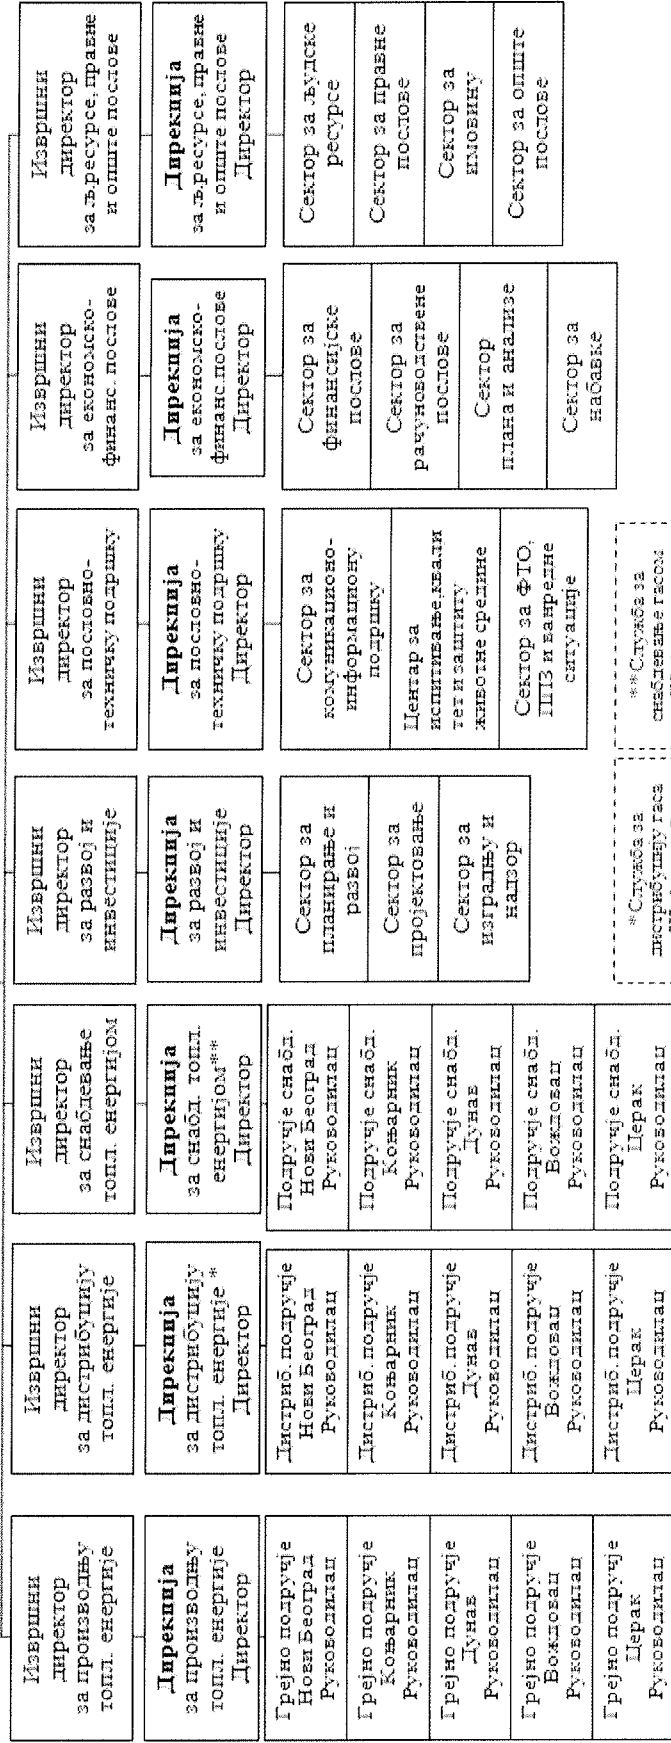 Извршни
директор
за производњу
топл. енергије
Дирекција
за производњу
топл. енергије
Директор
Грејно подручје
Нови Београд
Руководилац
Грејно подручје
Коњарник
Руководилац
Грејно подручје
Дунав
Руководилац
Грејно подручје
Вождовац
Руководилац
Грејно подручје
Церак
Руководилац
Извршни
директор
за дистрибуцију
топл. енергије
Дирекција
за дистрибуцију
топл. енергије *
Директор
Дистриб. подручје
Нови Београд
Руководилац
Дистриб. подручје
Коњарник
Руководилац
Дистриб. подручје
Дунав
Руководилац
Дистриб. подручје
Вождовац
Руководилац
Дистриб. подручје
Церак
Руководилац
Извршни
директор
за снабдевање
топл. енергијом
Дирекција
за снабд. топл.
енергијом**
Директор
Подручје снабд.
Нови Београд
Руководилац
Подручје снабд.
Коњарник
Руководилац
Подручје снабд.
Дунав
Руководилац
Подручје снабд.
Вождовац
Руководилац
Подручје снабд.
Церак
Руководилац
Извршни
директор
за развој и
инвестиције
Дирекција
за развој и
инвестиције
Директор
Сектор за
планирање и
развој
Сектор за
пројектовање
Сектор за
изградњу и
надзор
*Служба за
дистрибуцију гаса
Извршни
директор
за пословно-
техничку подршку
Дирекција
за пословно-
техничку подршку
Директор
Сектор за
комуникационо-
информациону
подршку
Центар за
испитивање,квали
тет и заштиту
животне средине
Сектор за ФТО,
ППЗ и ванредне
ситуације
**Служба за
снабдевање гасом
Извршни
директор
за економско-
финанс. послове
Дирекција
за економско-
финанс. послове
Директор
Сектор за
финансијске
послове
Сектор за
рачуноводствене
послове
Сектор
плана и анализе
Сектор за
набавке
Извршни
директор
за љ.ресурсе, правне
и опште послове
Дирекција
за љ.ресурсе, правне
и опште послове
Директор
Сектор за људске
ресурсе
Сектор за правне
послове
Сектор за
имовину
Сектор за опште
послове